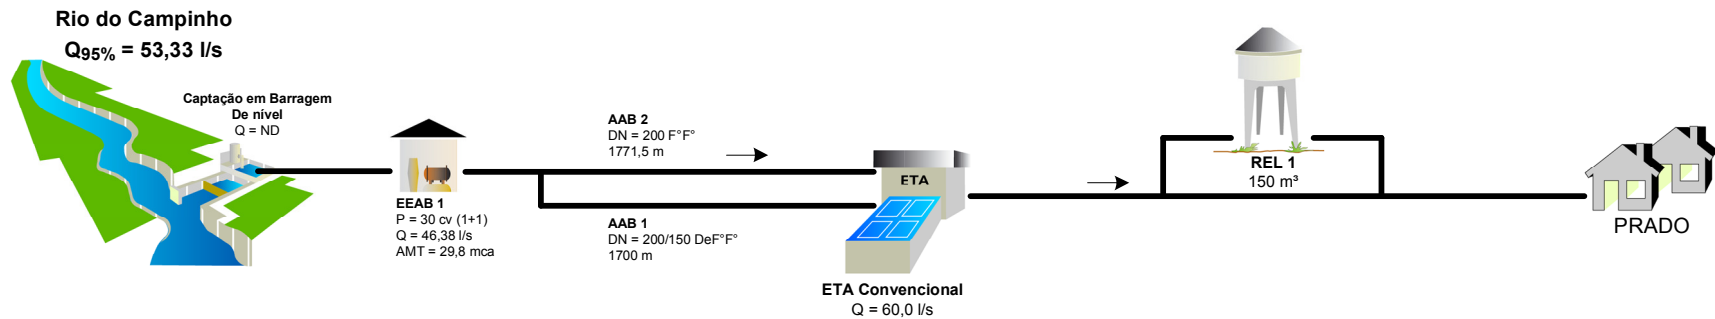 Rio do Campinho
Q95% = 53,33 l/s
Captação em Barragem
De nível
Q = ND
EEAB 1
P = 30 cv (1+1)
Q = 46,38 l/s
AMT = 29,8 mca
AAB 2
DN = 200 F°F°
1771,5 m
AAB 1
DN = 200/150 DeF°F°
1700 m
ETA
ETA Convencional
Q = 60,0 l/s
REL 1
150 m³
PRADO